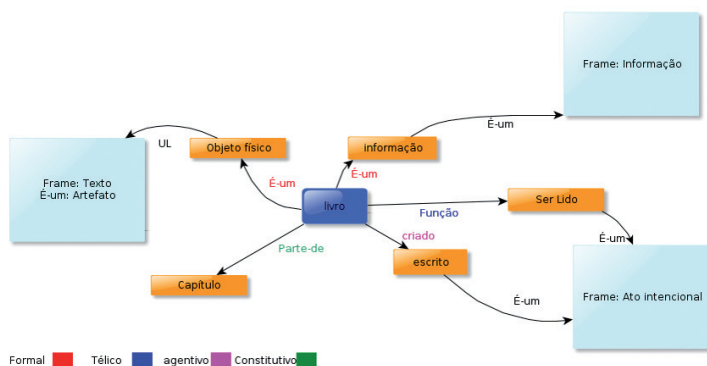 Frame: Informação
É-um
UL
Objeto físico
informação
Frame: Texto
É-um: Artefato
É-um
É-um
livro
Ser Lido
Função
criado
É-um
Parte-de
escrito
Capítulo
É-um
Frame: Ato intencional
Formal Télico agentivo Constitutivo